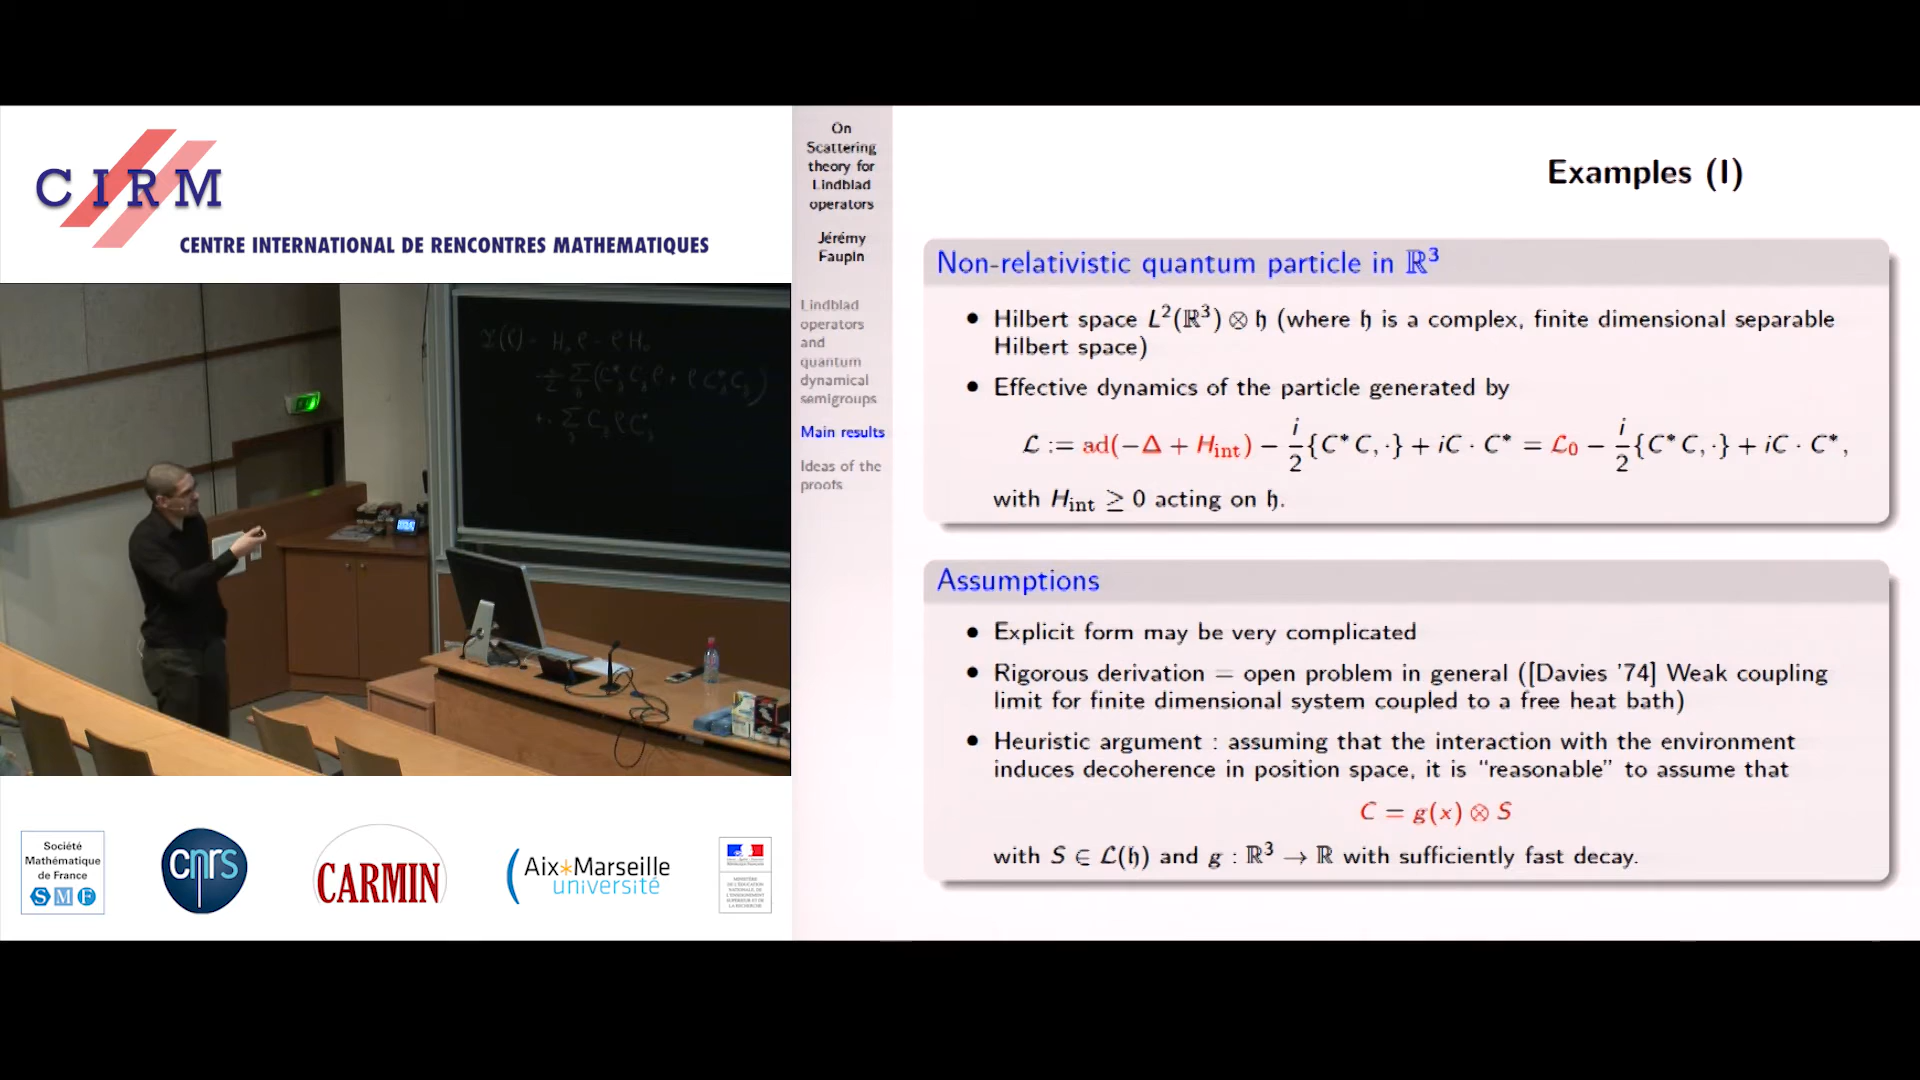 C I R M
CENTRE INTERNATIONAL DE RENCONTRES MATHEMATIQUES
Société
Mathématique
de France
S M F
cnrs
CARMIN
Aix*Marseille
université
On
Scattering
theory for
Lindblad
operators
Jérémy
Faupin
Lindblad
operators
and
quantum
dynamical
semigroups
Main results
Ideas of the
proofs
Examples (I)
Non-relativistic quantum particle in ℝ³
• Hilbert space L²(ℝ³) ⊗ 𝔥 (where 𝔥 is a complex, finite dimensional separable
Hilbert space)
• Effective dynamics of the particle generated by
ℒ := ad(−Δ + H_int) − i/2 {C*C, ·} + iC · C* = ℒ₀ − i/2 {C*C, ·} + iC · C*,
with H_int ≥ 0 acting on 𝔥.
Assumptions
• Explicit form may be very complicated
• Rigorous derivation = open problem in general ([Davies '74] Weak coupling
limit for finite dimensional system coupled to a free heat bath)
• Heuristic argument : assuming that the interaction with the environment
induces decoherence in position space, it is “reasonable” to assume that
C = g(x) ⊗ S
with S ∈ ℒ(𝔥) and g : ℝ³ → ℝ with sufficiently fast decay.